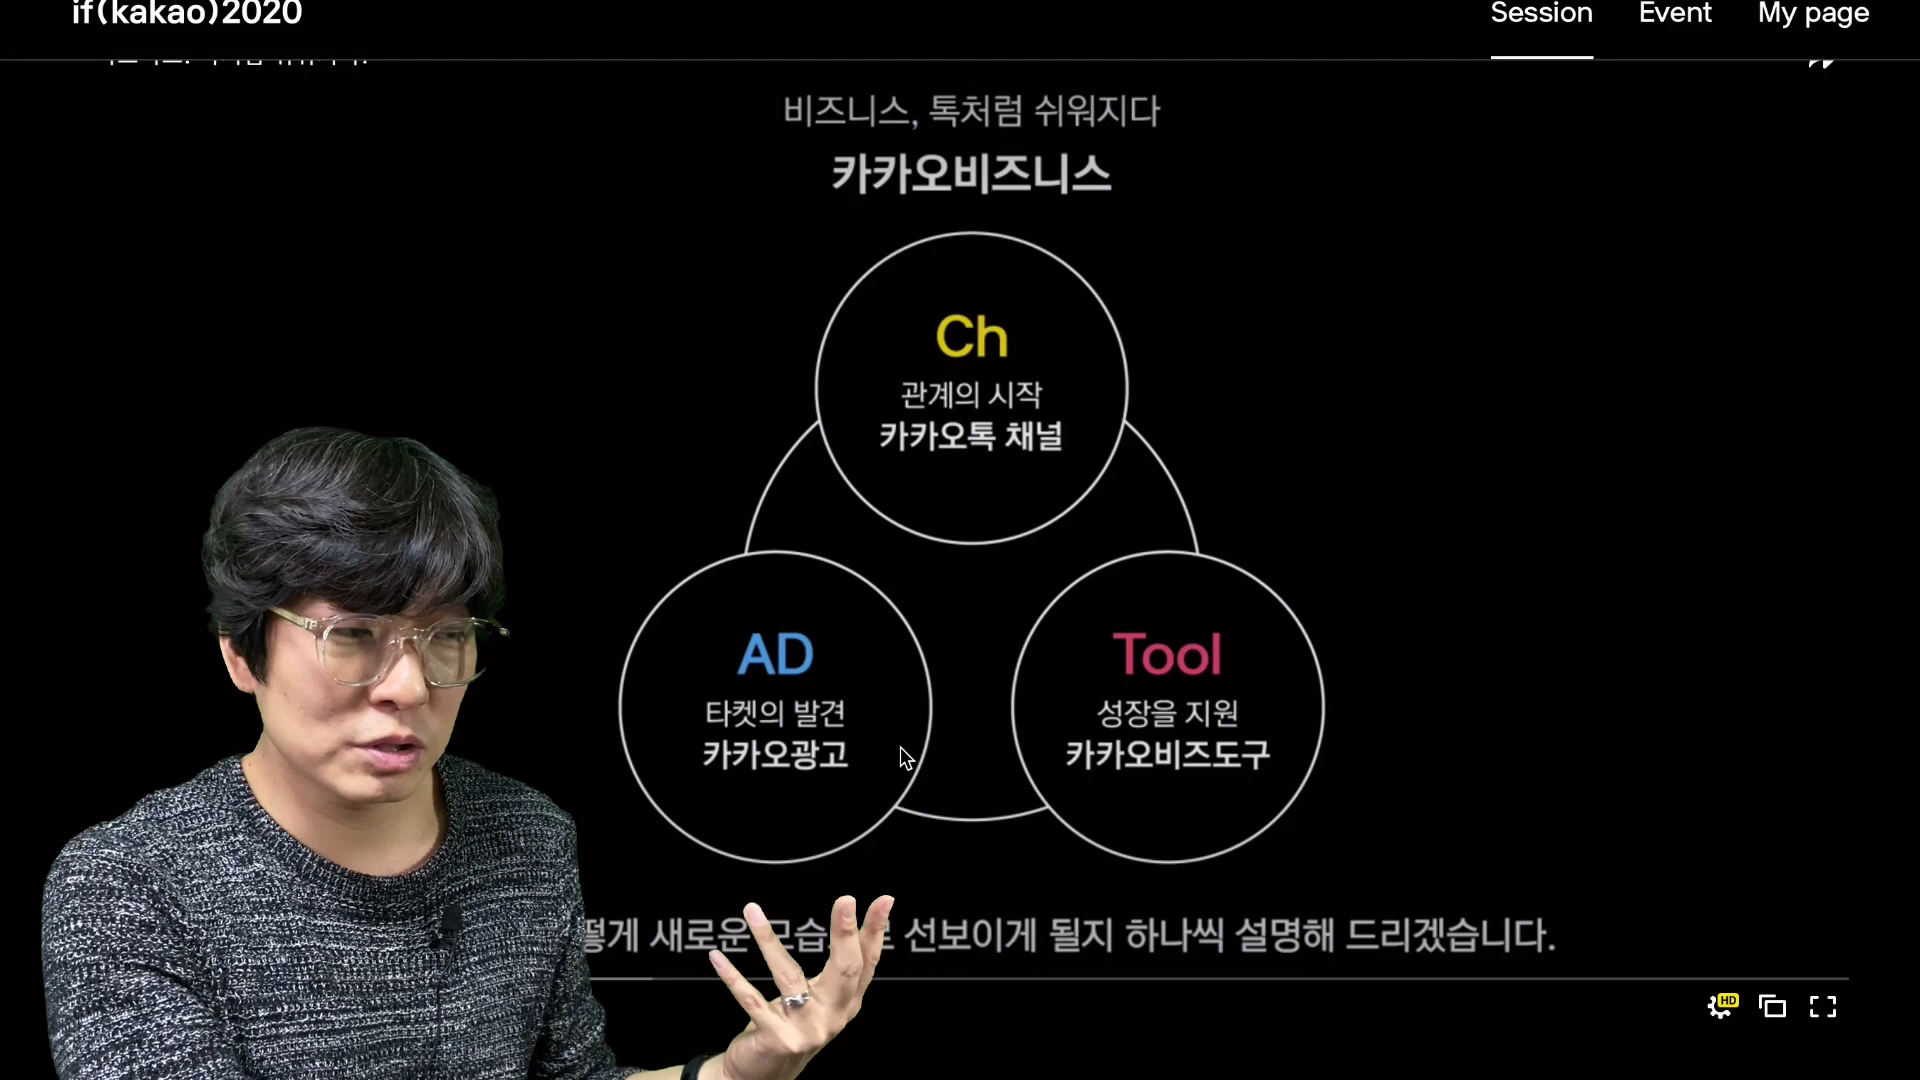 if(kakao)2020
Session
Event
My page
비즈니스, 톡처럼 쉬워지다
카카오비즈니스
Ch
관계의 시작
카카오톡 채널
AD
타켓의 발견
카카오광고
Tool
성장을 지원
카카오비즈도구
새로운 선보이게 될지 하나씩 설명해 드리겠습니다.
HD